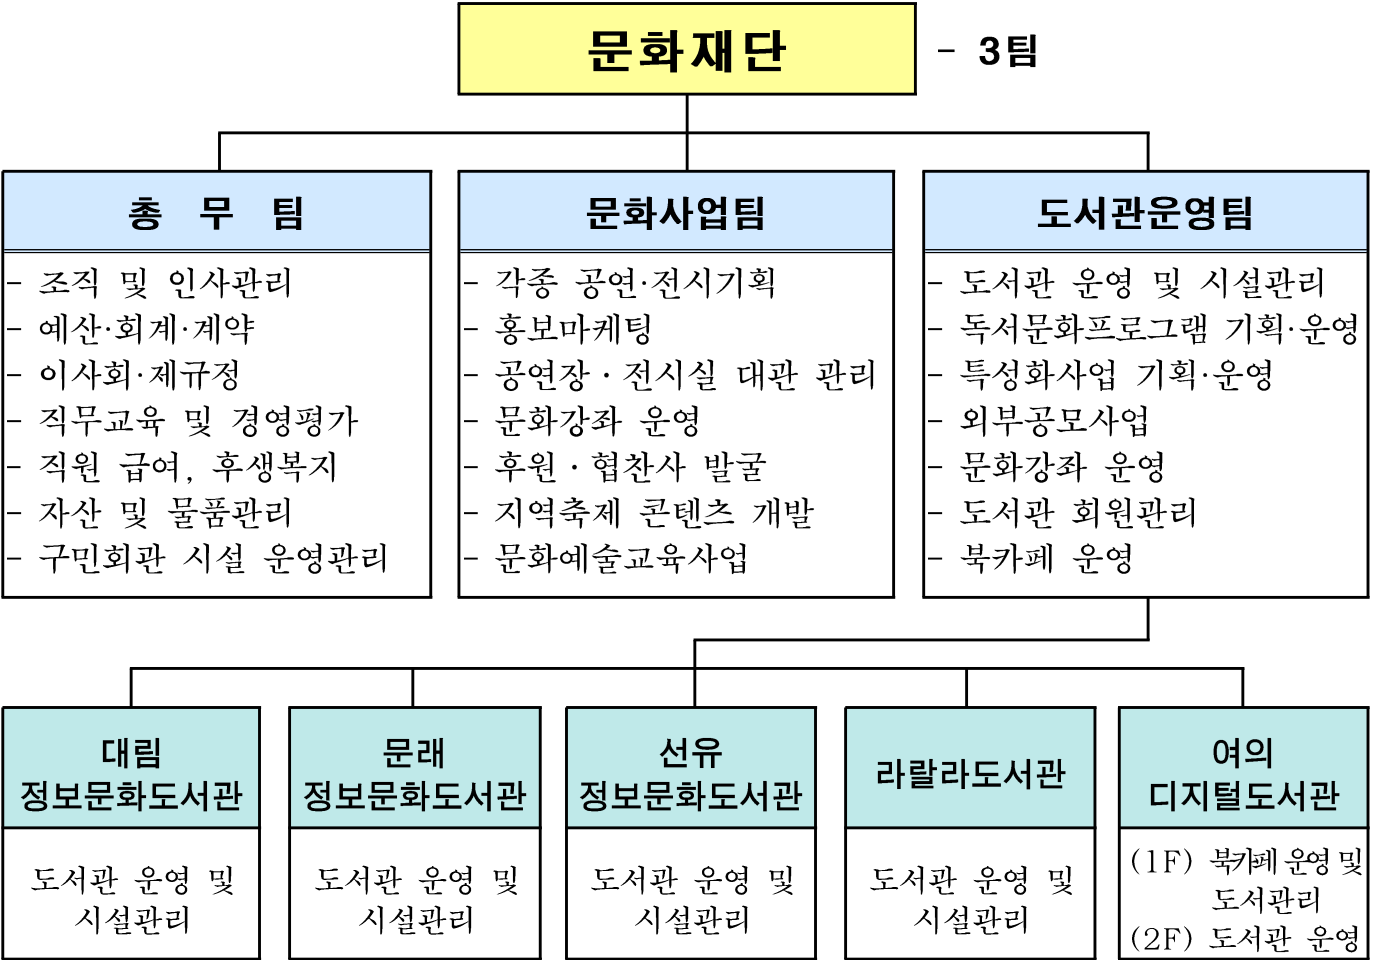 문화재단 - 3팀
총 무 팀
- 조직 및 인사관리
- 예산·회계·계약
- 이사회·제규정
- 직무교육 및 경영평가
- 직원 급여, 후생복지
- 자산 및 물품관리
- 구민회관 시설 운영관리
문화사업팀
- 각종 공연·전시기획
- 홍보마케팅
- 공연장·전시실 대관 관리
- 문화강좌 운영
- 후원·협찬사 발굴
- 지역축제 콘텐츠 개발
- 문화예술교육사업
도서관운영팀
- 도서관 운영 및 시설관리
- 독서문화프로그램 기획·운영
- 특성화사업 기획·운영
- 외부공모사업
- 문화강좌 운영
- 도서관 회원관리
- 북카페 운영
대림
정보문화도서관
도서관 운영 및
시설관리
문래
정보문화도서관
도서관 운영 및
시설관리
선유
정보문화도서관
도서관 운영 및
시설관리
라랄라도서관
도서관 운영 및
시설관리
여의
디지털도서관
(1F) 북카페 운영 및
도서관리
(2F) 도서관 운영